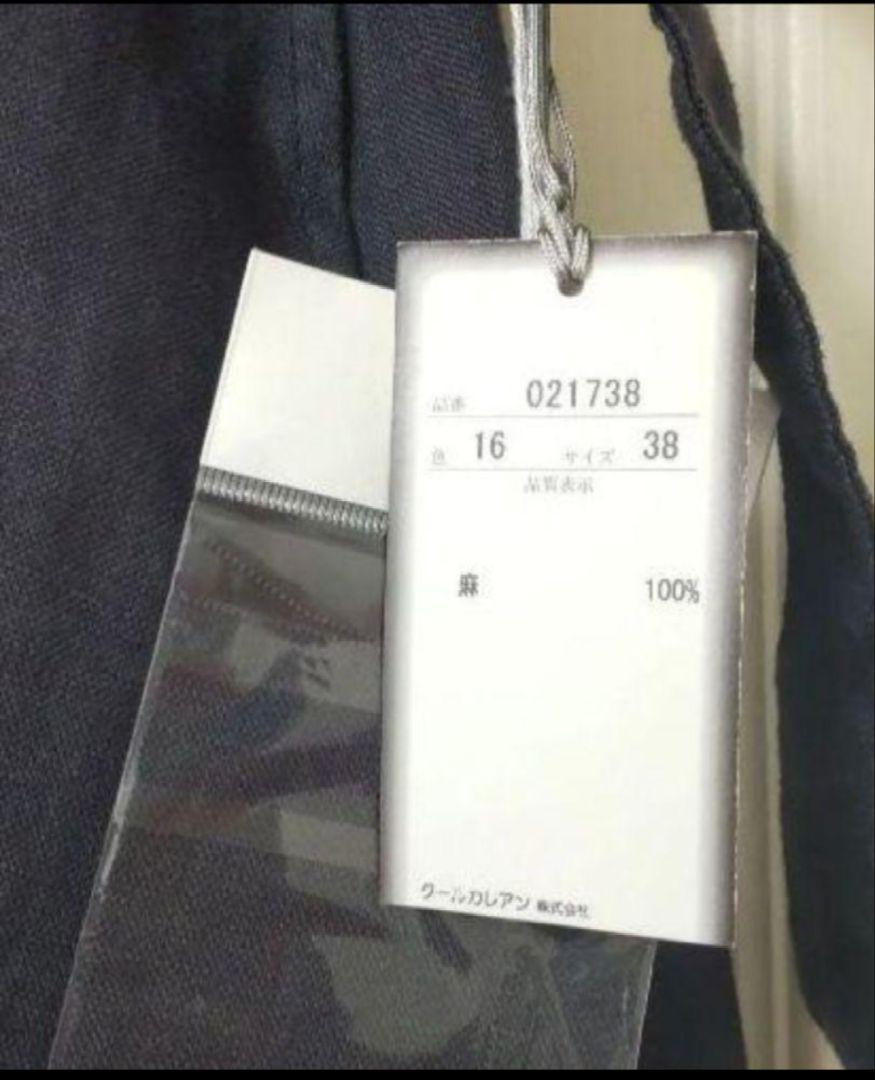 品番 021738
色 16 サイズ 38
品質表示
麻 100%
クールカレアン 株式会社